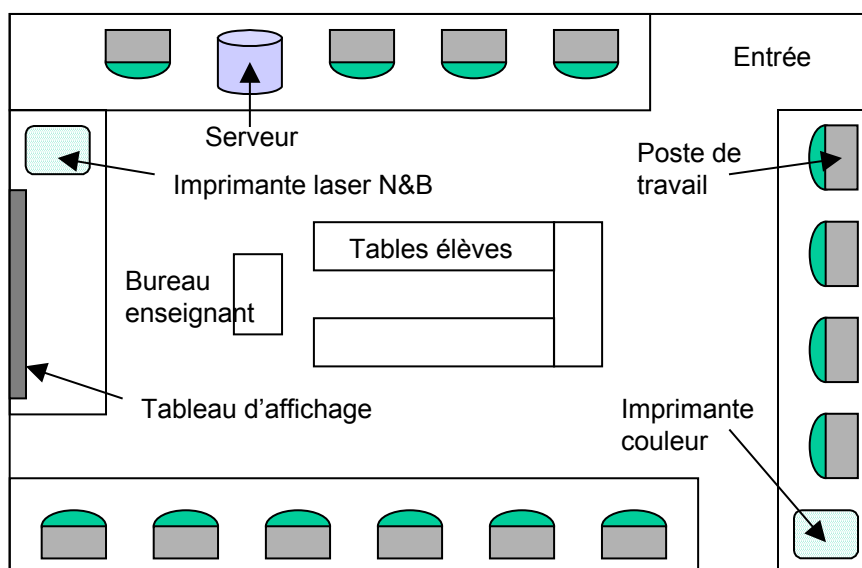 Entrée
Serveur
Poste de
travail
Imprimante laser N&B
Tables élèves
Bureau
enseignant
Tableau d’affichage
Imprimante
couleur